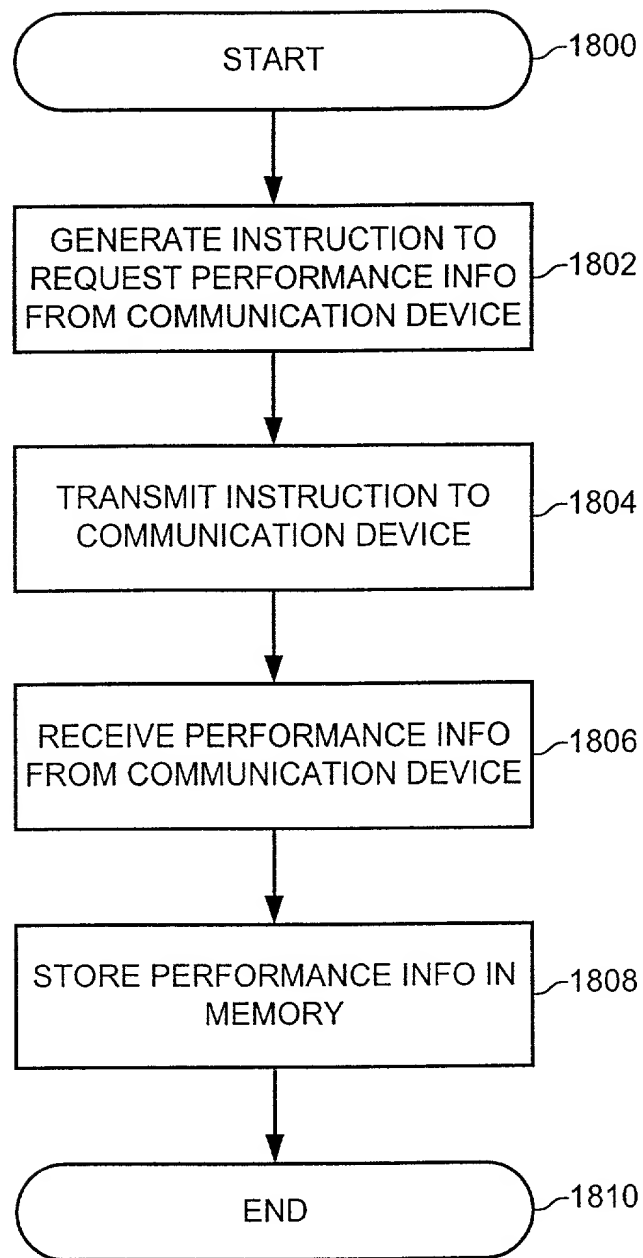 START
1800
GENERATE INSTRUCTION TO
REQUEST PERFORMANCE INFO
FROM COMMUNICATION DEVICE
1802
TRANSMIT INSTRUCTION TO
COMMUNICATION DEVICE
1804
RECEIVE PERFORMANCE INFO
FROM COMMUNICATION DEVICE
1806
STORE PERFORMANCE INFO IN
MEMORY
1808
END
1810